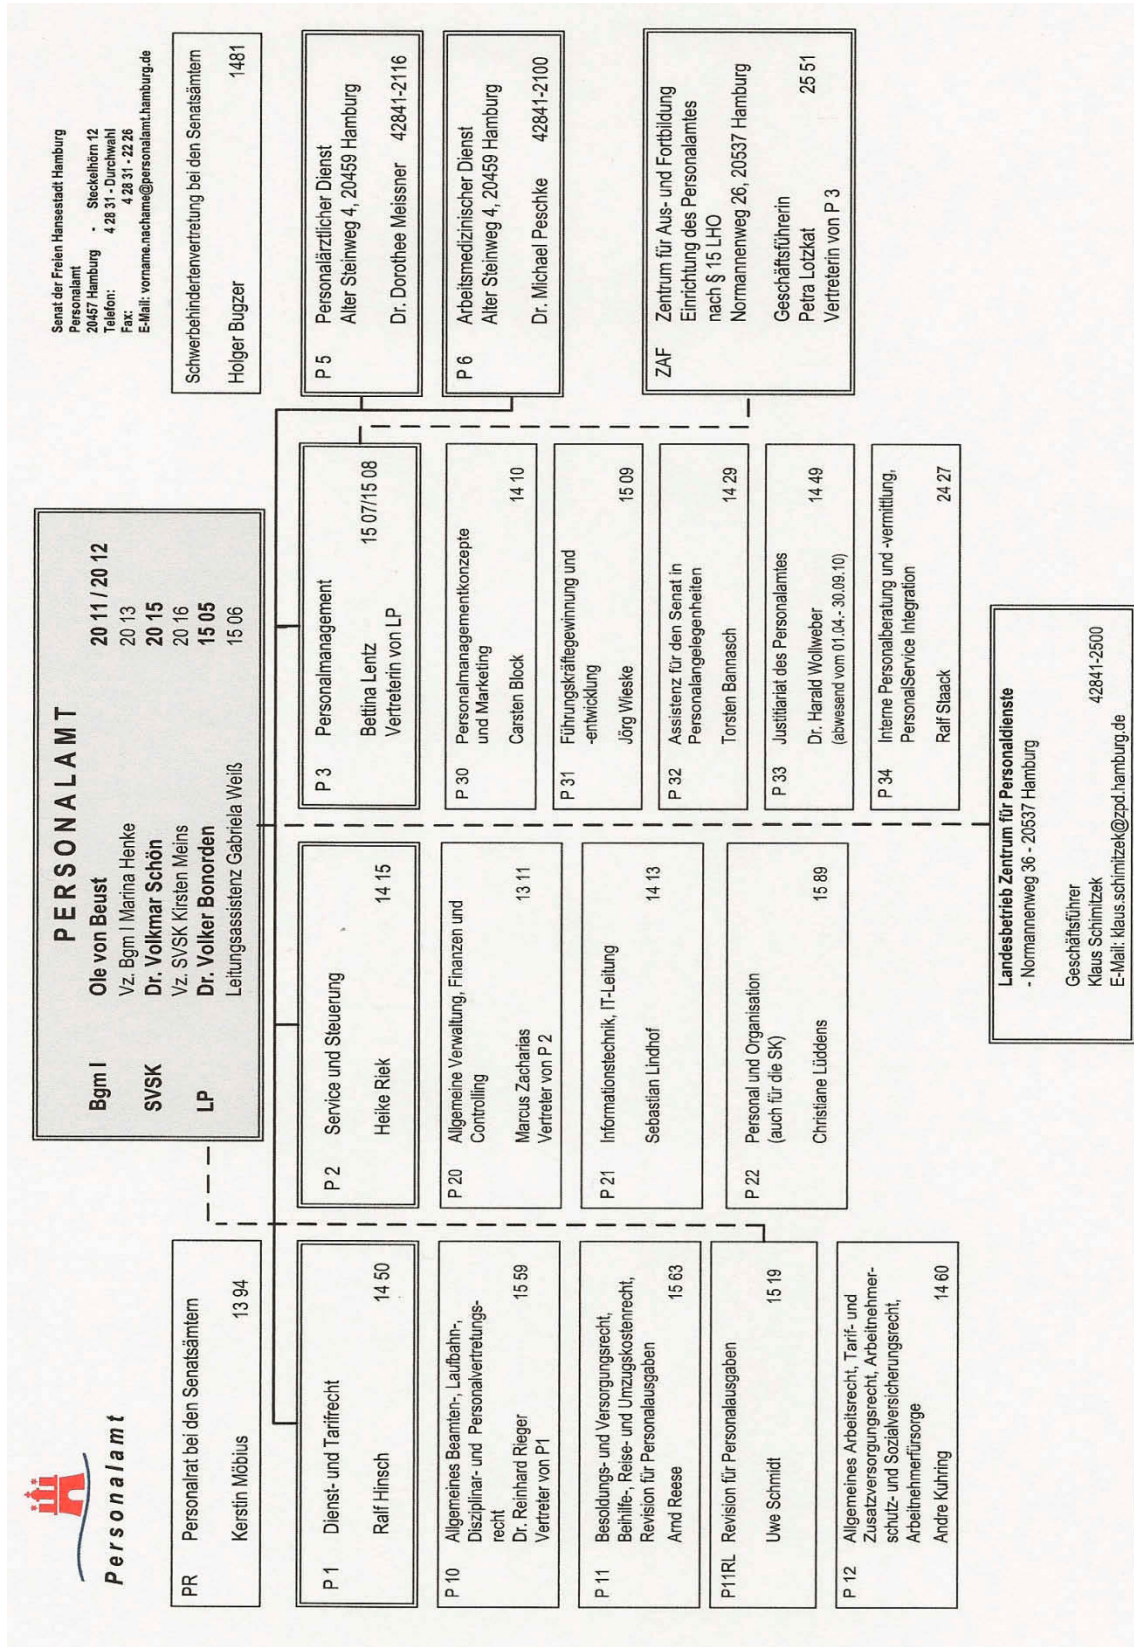 Personalamt
Senat der Freien Hansestadt Hamburg
Personalamt
20457 Hamburg - Steckelhörn 12
Telefon: 4 28 31 - Durchwahl
Fax: 4 28 31 - 22 26
E-Mail: vorname.nachame@personalamt.hamburg.de
PERSONALAMT
Bgm I Ole von Beust 20 11 / 20 12
Vz. Bgm I Marina Henke 20 13
SVSK Dr. Volkmar Schön 20 15
Vz. SVSK Kirsten Meins 20 16
LP Dr. Volker Bonorden 15 05
Leitungsassistenz Gabriela Weiß 15 06
PR Personalrat bei den Senatsämtern
Kerstin Möbius 13 94
Schwerbehindertenvertretung bei den Senatsämtern
Holger Bugzer 1481
P 1 Dienst- und Tarifrecht
Ralf Hinsch 14 50
P 10 Allgemeines Beamten-, Laufbahn-,
Disziplinar- und Personalvertretungs-
recht
Dr. Reinhard Rieger 15 59
Vertreter von P1
P 11 Besoldungs- und Versorgungsrecht,
Beihilfe-, Reise- und Umzugskostenrecht,
Revision für Personalausgaben
Arnd Reese 15 63
P11RL Revision für Personalausgaben
Uwe Schmidt 15 19
P 12 Allgemeines Arbeitsrecht, Tarif- und
Zusatzversorgungsrecht, Arbeitnehmer-
schutz- und Sozialversicherungsrecht,
Arbeitnehmerfürsorge
Andre Kuhring 14 60
P 2 Service und Steuerung
Heike Riek 14 15
P 20 Allgemeine Verwaltung, Finanzen und
Controlling
Marcus Zacharias 13 11
Vertreter von P 2
P 21 Informationstechnik, IT-Leitung
Sebastian Lindhof 14 13
P 22 Personal und Organisation
(auch für die SK)
Christiane Lüddens 15 89
P 3 Personalmanagement
Bettina Lentz 15 07/15 08
Vertreterin von LP
P 30 Personalmanagementkonzepte
und Marketing
Carsten Block 14 10
P 31 Führungskräftegewinnung und
-entwicklung
Jörg Wieske 15 09
P 32 Assistenz für den Senat in
Personalangelegenheiten
Torsten Bannasch 14 29
P 33 Justitiariat des Personalamtes
Dr. Harald Wollweber 14 49
(abwesend vom 01.04.- 30.09.10)
P 34 Interne Personalberatung und -vermittlung,
PersonalService Integration
Ralf Staack 24 27
P 5 Personalärztlicher Dienst
Alter Steinweg 4, 20459 Hamburg
Dr. Dorothee Meissner 42841-2116
P 6 Arbeitsmedizinischer Dienst
Alter Steinweg 4, 20459 Hamburg
Dr. Michael Peschke 42841-2100
ZAF Zentrum für Aus- und Fortbildung
Einrichtung des Personalamtes
nach § 15 LHO
Normannenweg 26, 20537 Hamburg
Geschäftsführerin
Petra Lotzkat 25 51
Vertreterin von P 3
Landesbetrieb Zentrum für Personaldienste
- Normannenweg 36 - 20537 Hamburg
Geschäftsführer
Klaus Schimitzek 42841-2500
E-Mail: klaus.schimitzek@zpd.hamburg.de